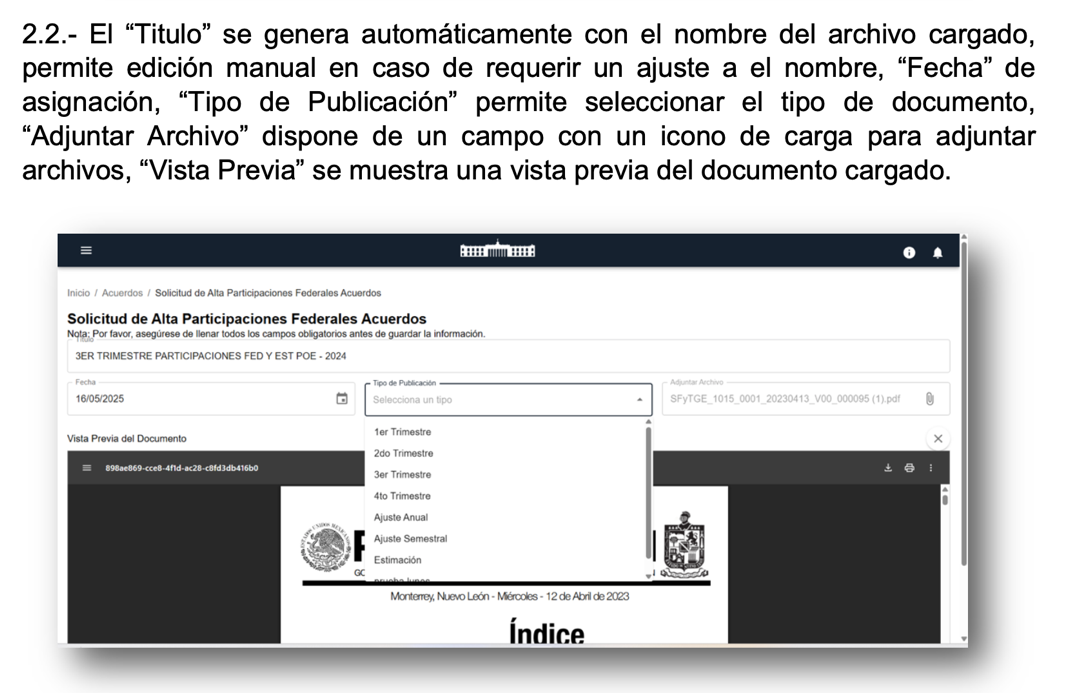 2.2.- El “Titulo” se genera automáticamente con el nombre del archivo cargado,
permite edición manual en caso de requerir un ajuste a el nombre, “Fecha” de
asignación, “Tipo de Publicación” permite seleccionar el tipo de documento,
“Adjuntar Archivo” dispone de un campo con un icono de carga para adjuntar
archivos, “Vista Previa” se muestra una vista previa del documento cargado.
Inicio / Acuerdos / Solicitud de Alta Participaciones Federales Acuerdos
Solicitud de Alta Participaciones Federales Acuerdos
Nota: Por favor, asegúrese de llenar todos los campos obligatorios antes de guardar la información.
Titulo
3ER TRIMESTRE PARTICIPACIONES FED Y EST POE - 2024
Fecha
16/05/2025
Tipo de Publicación
Selecciona un tipo
Adjuntar Archivo
SFyTGE_1015_0001_20230413_V00_000095 (1).pdf
Vista Previa del Documento
898ae869-cce8-4f1d-ac28-c8fd3db416b0
1er Trimestre
2do Trimestre
3er Trimestre
4to Trimestre
Ajuste Anual
Ajuste Semestral
Estimación
prueba lunes
Monterrey, Nuevo León - Miércoles - 12 de Abril de 2023
Índice